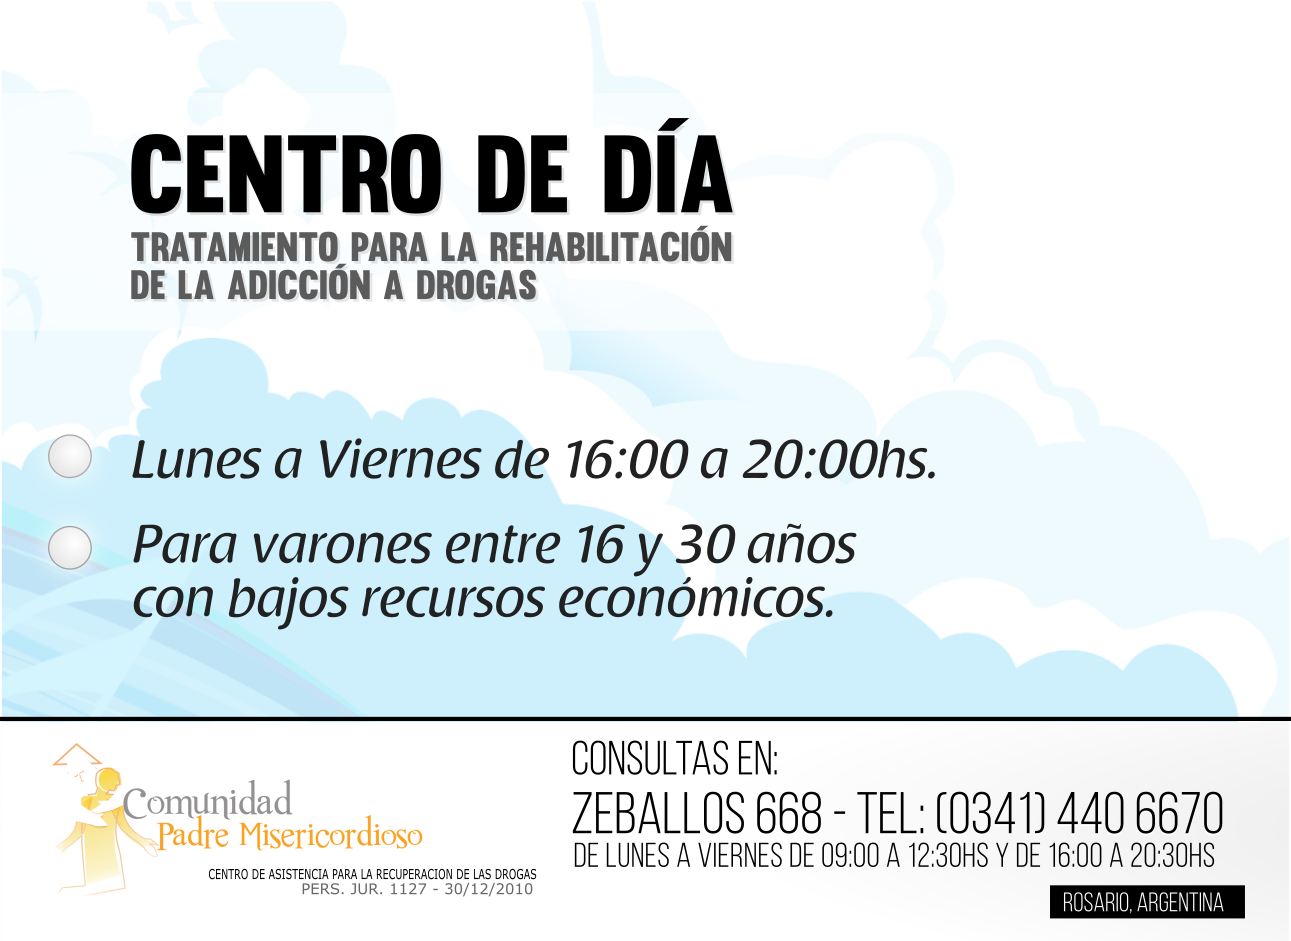 CENTRO DE DÍA
TRATAMIENTO PARA LA REHABILITACIÓN
DE LA ADICCIÓN A DROGAS
Lunes a Viernes de 16:00 a 20:00hs.
Para varones entre 16 y 30 años
con bajos recursos económicos.
Comunidad
Padre Misericordioso
CENTRO DE ASISTENCIA PARA LA RECUPERACION DE LAS DROGAS
PERS. JUR. 1127 - 30/12/2010
CONSULTAS EN:
ZEBALLOS 668 - TEL: (0341) 440 6670
DE LUNES A VIERNES DE 09:00 A 12:30HS Y DE 16:00 A 20:30HS
ROSARIO, ARGENTINA